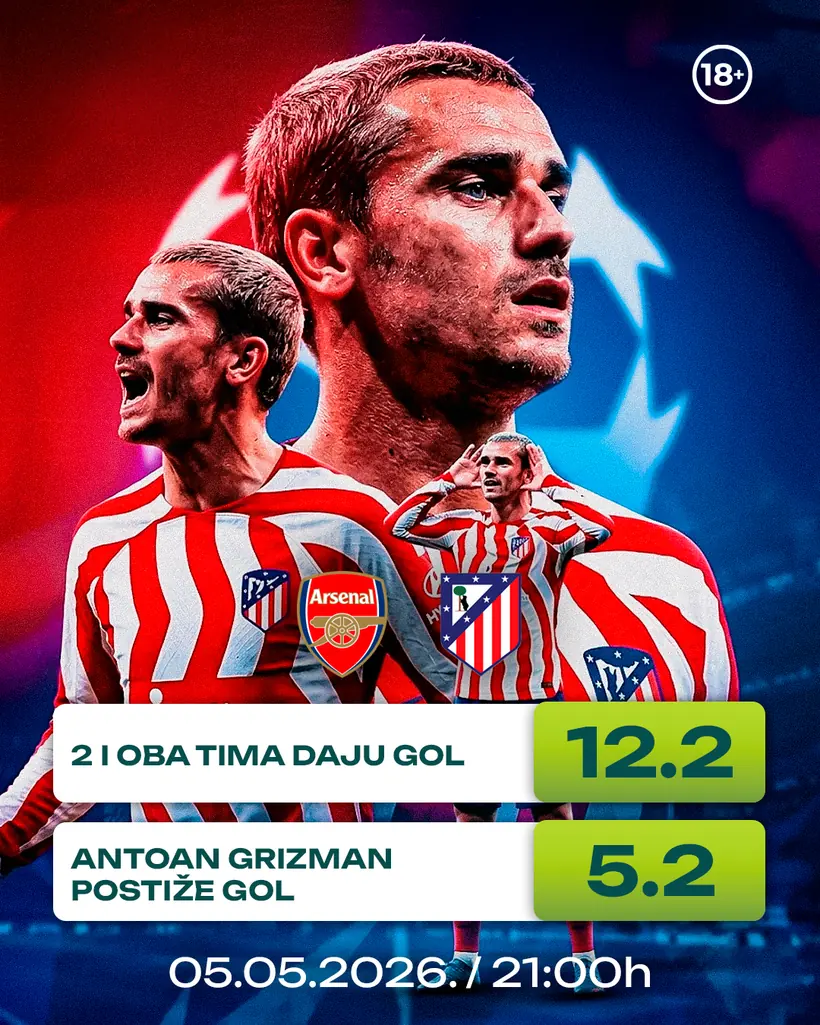 18+
Arsenal
2 I OBA TIMA DAJU GOL
12.2
ANTOAN GRIZMAN
POSTIŽE GOL
5.2
05.05.2026. / 21:00h